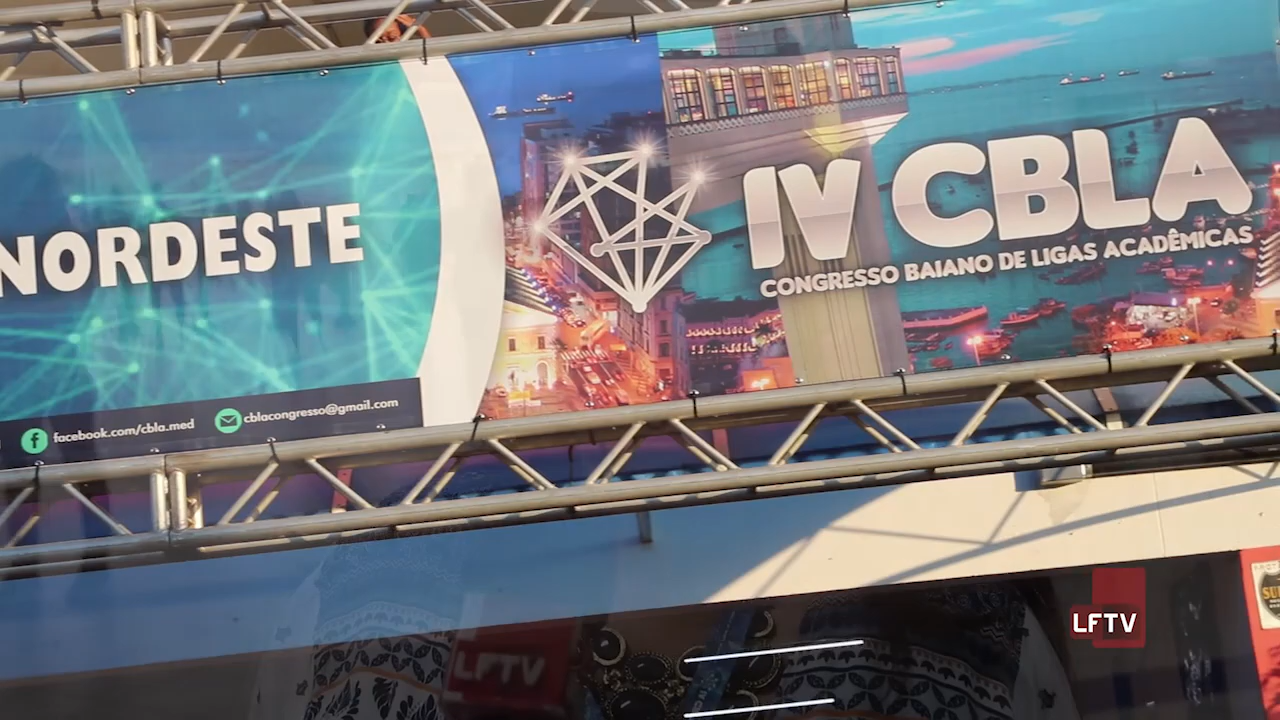 NORDESTE
facebook.com/cbla.med
cblacongresso@gmail.com
IV CBLA
CONGRESSO BAIANO DE LIGAS ACADÊMICAS
LFTV
LFTV